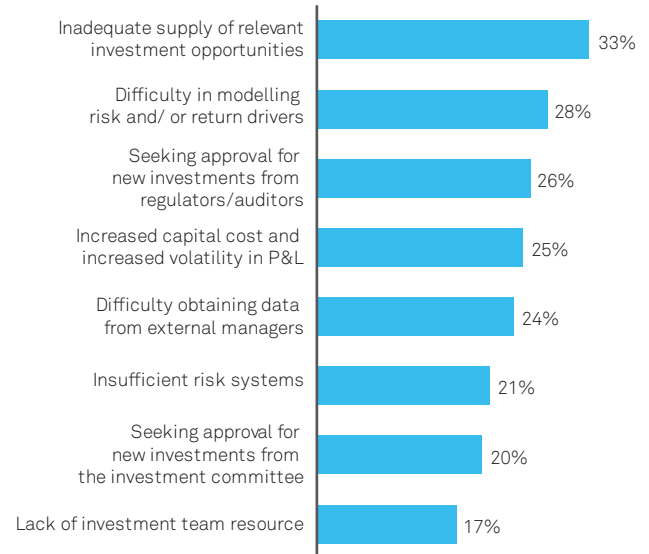 Inadequate supply of relevant
investment opportunities
33%
Difficulty in modelling
risk and/ or return drivers
28%
Seeking approval for
new investments from
regulators/auditors
26%
Increased capital cost and
increased volatility in P&L
25%
Difficulty obtaining data
from external managers
24%
Insufficient risk systems
21%
Seeking approval for
new investments from
the investment committee
20%
Lack of investment team resource
17%